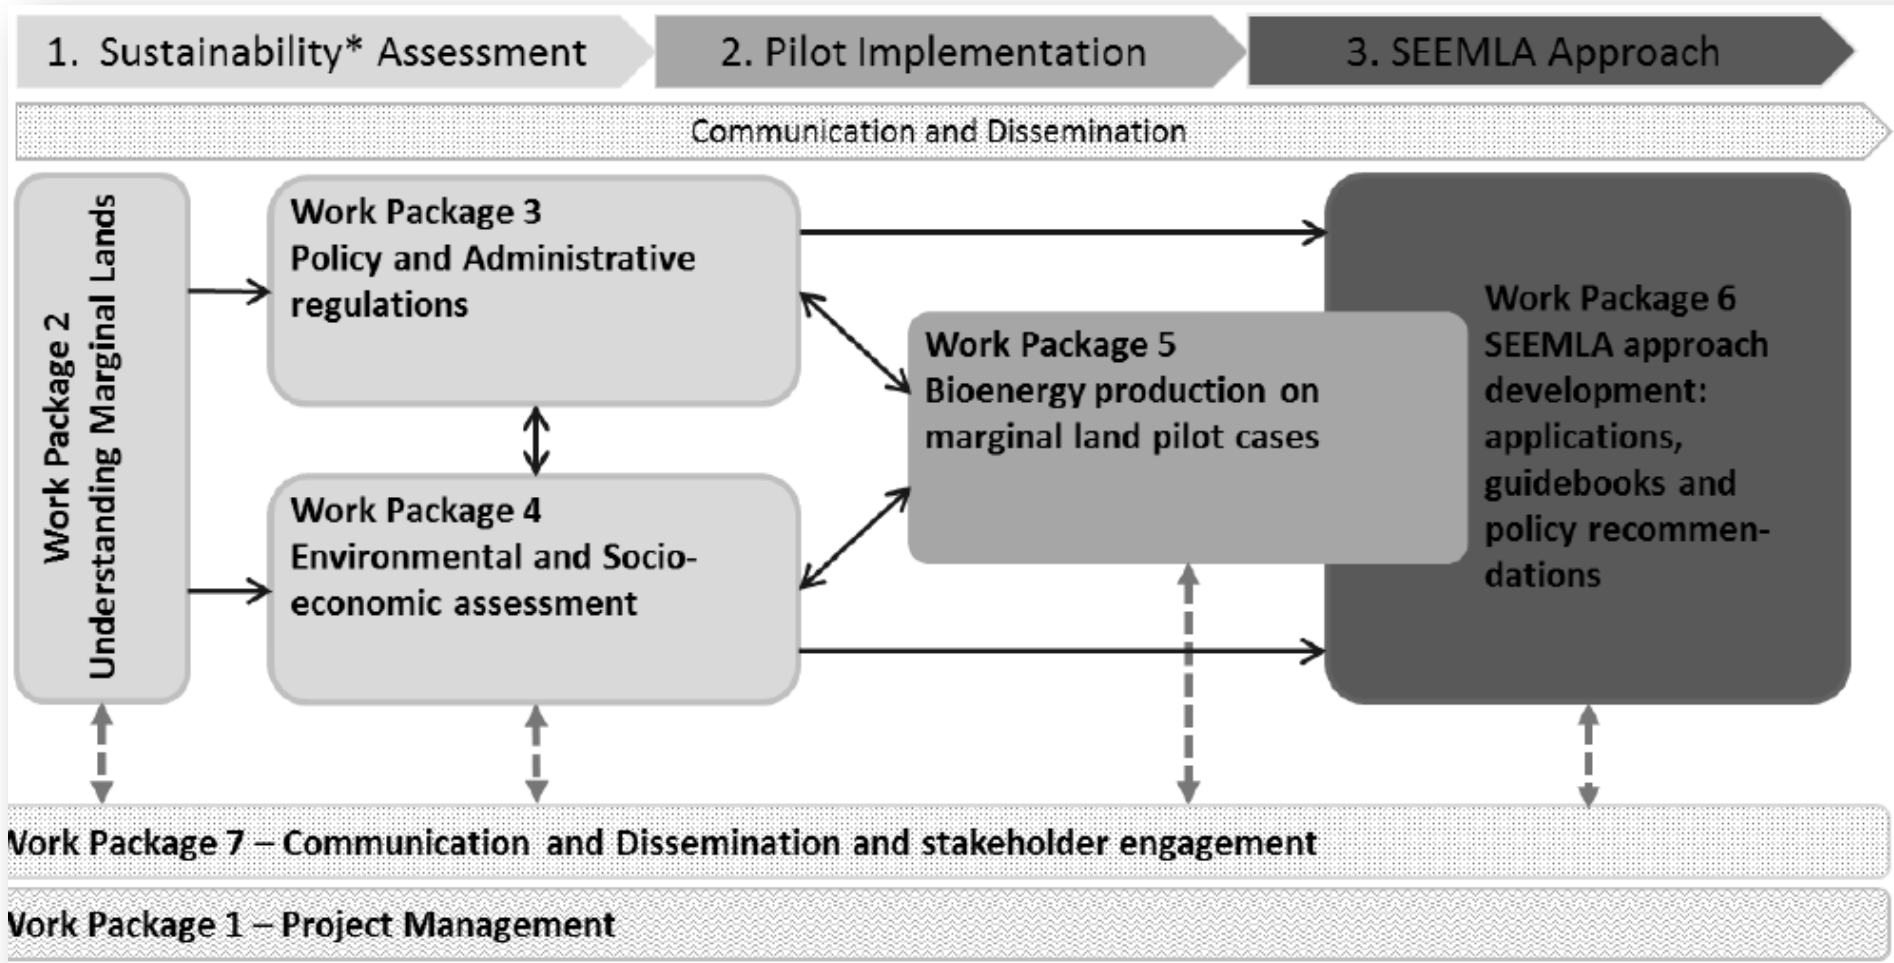 1. Sustainability* Assessment
2. Pilot Implementation
3. SEEMLA Approach
Communication and Dissemination
Work Package 2
Understanding Marginal Lands
Work Package 3
Policy and Administrative
regulations
Work Package 4
Environmental and Socio-
economic assessment
Work Package 5
Bioenergy production on
marginal land pilot cases
Work Package 6
SEEMLA approach
development:
applications,
guidebooks and
policy recommen-
dations
Work Package 7 – Communication and Dissemination and stakeholder engagement
Work Package 1 – Project Management